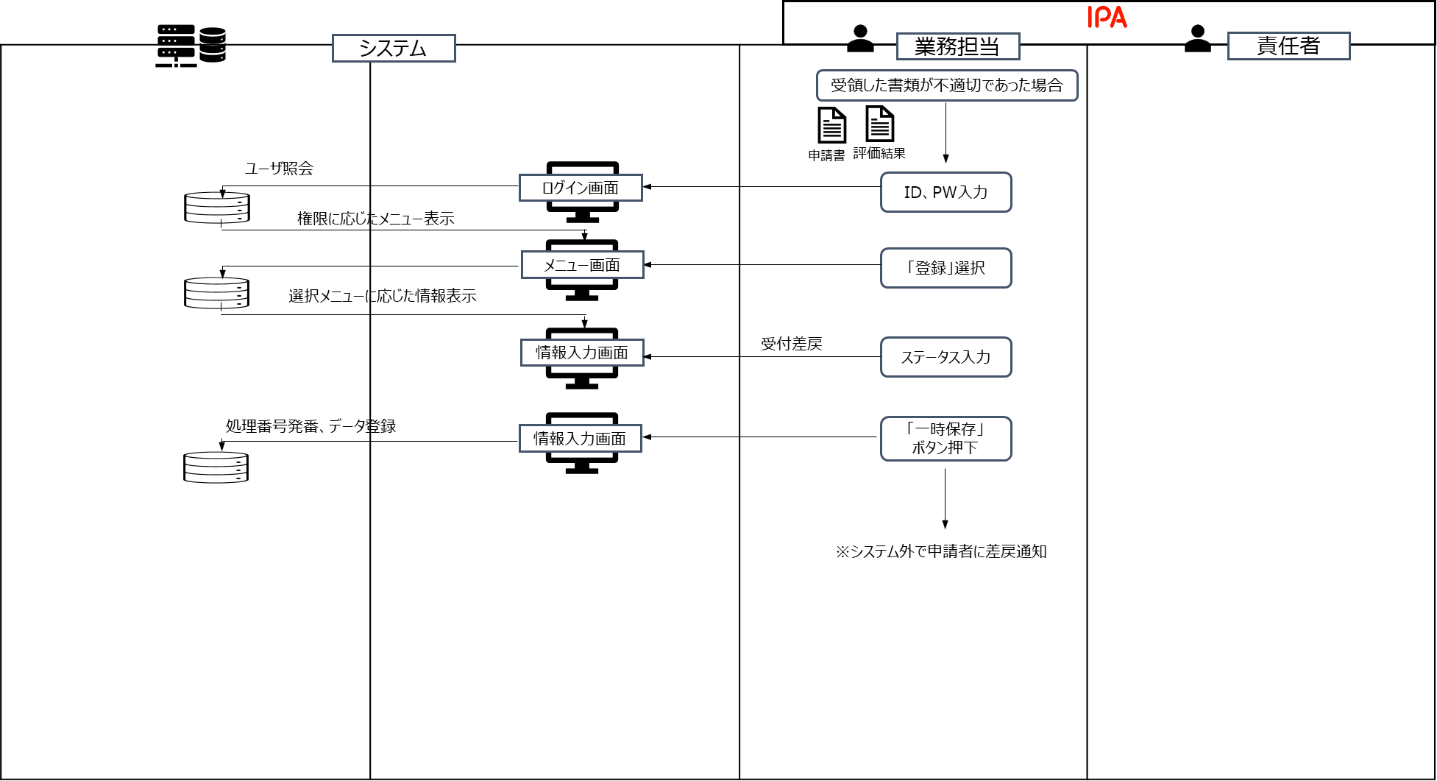 IPA
システム
業務担当
責任者
受領した書類が不適切であった場合
申請書
評価結果
ユーザ照会
ログイン画面
ID、PW入力
権限に応じたメニュー表示
メニュー画面
「登録」選択
選択メニューに応じた情報表示
受付差戻
情報入力画面
ステータス入力
処理番号発番、データ登録
情報入力画面
「一時保存」
ボタン押下
※システム外で申請者に差戻通知